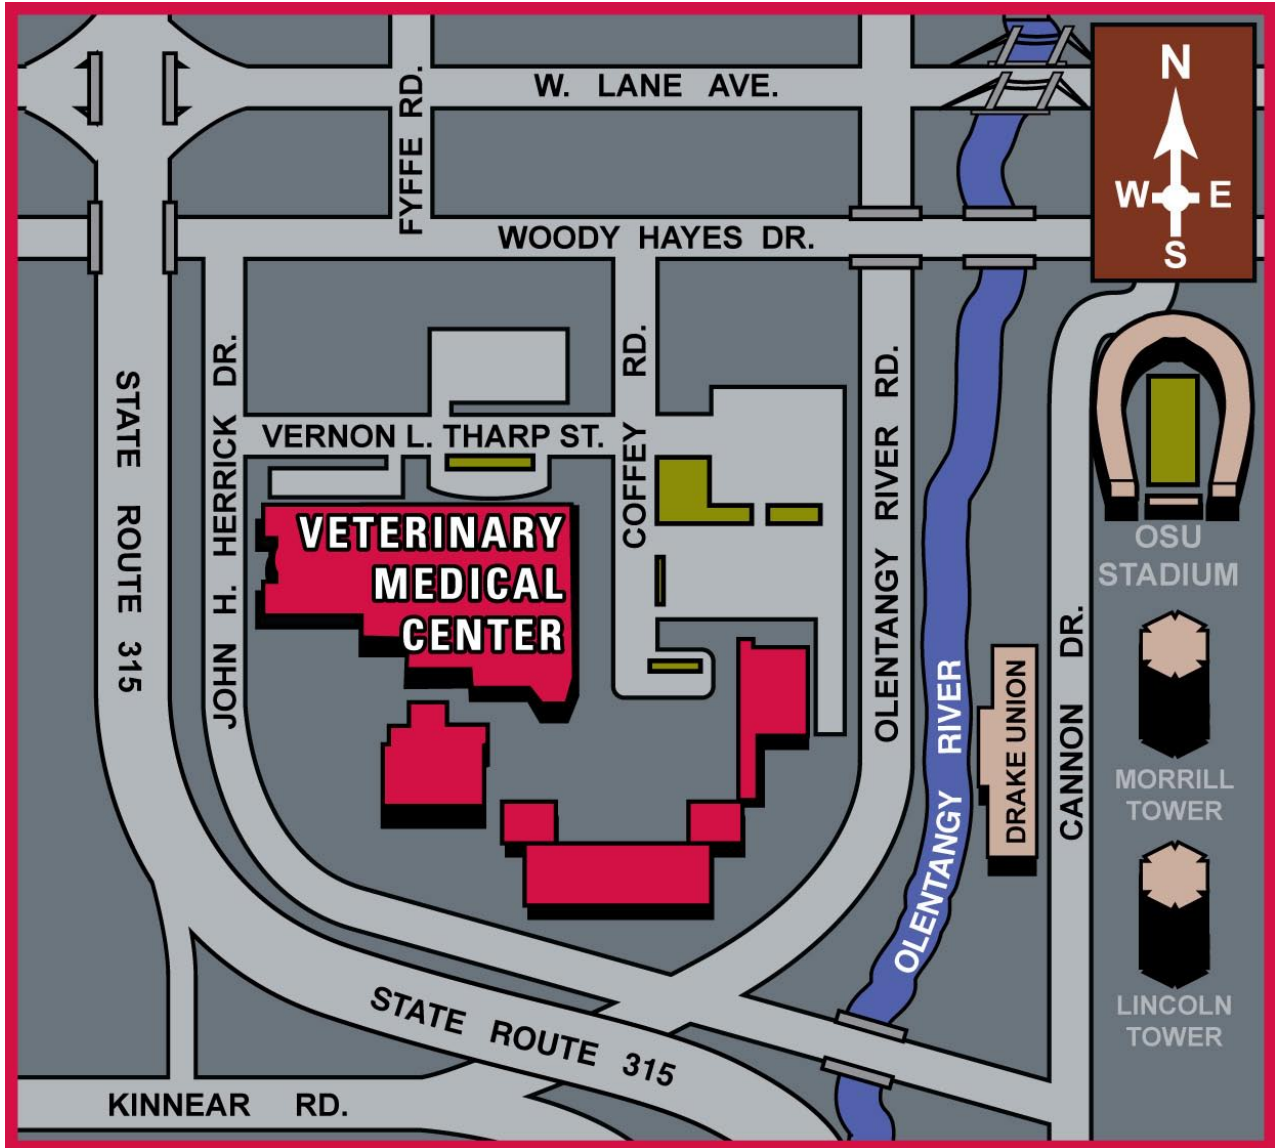 N
W
E
S
W. LANE AVE.
FYFFE RD.
WOODY HAYES DR.
STATE ROUTE 315
JOHN H. HERRICK DR.
VERNON L. THARP ST.
COFFEY RD.
OLENTANGY RIVER RD.
VETERINARY
MEDICAL
CENTER
OSU
STADIUM
OLENTANGY RIVER
DRAKE UNION
CANNON DR.
MORRILL
TOWER
LINCOLN
TOWER
STATE ROUTE 315
KINNEAR RD.